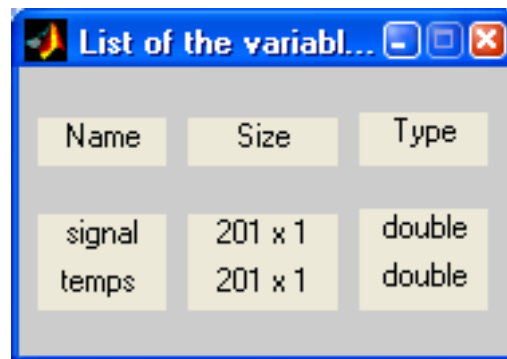 List of the variabl...
Name Size Type
signal 201 x 1 double
temps 201 x 1 double